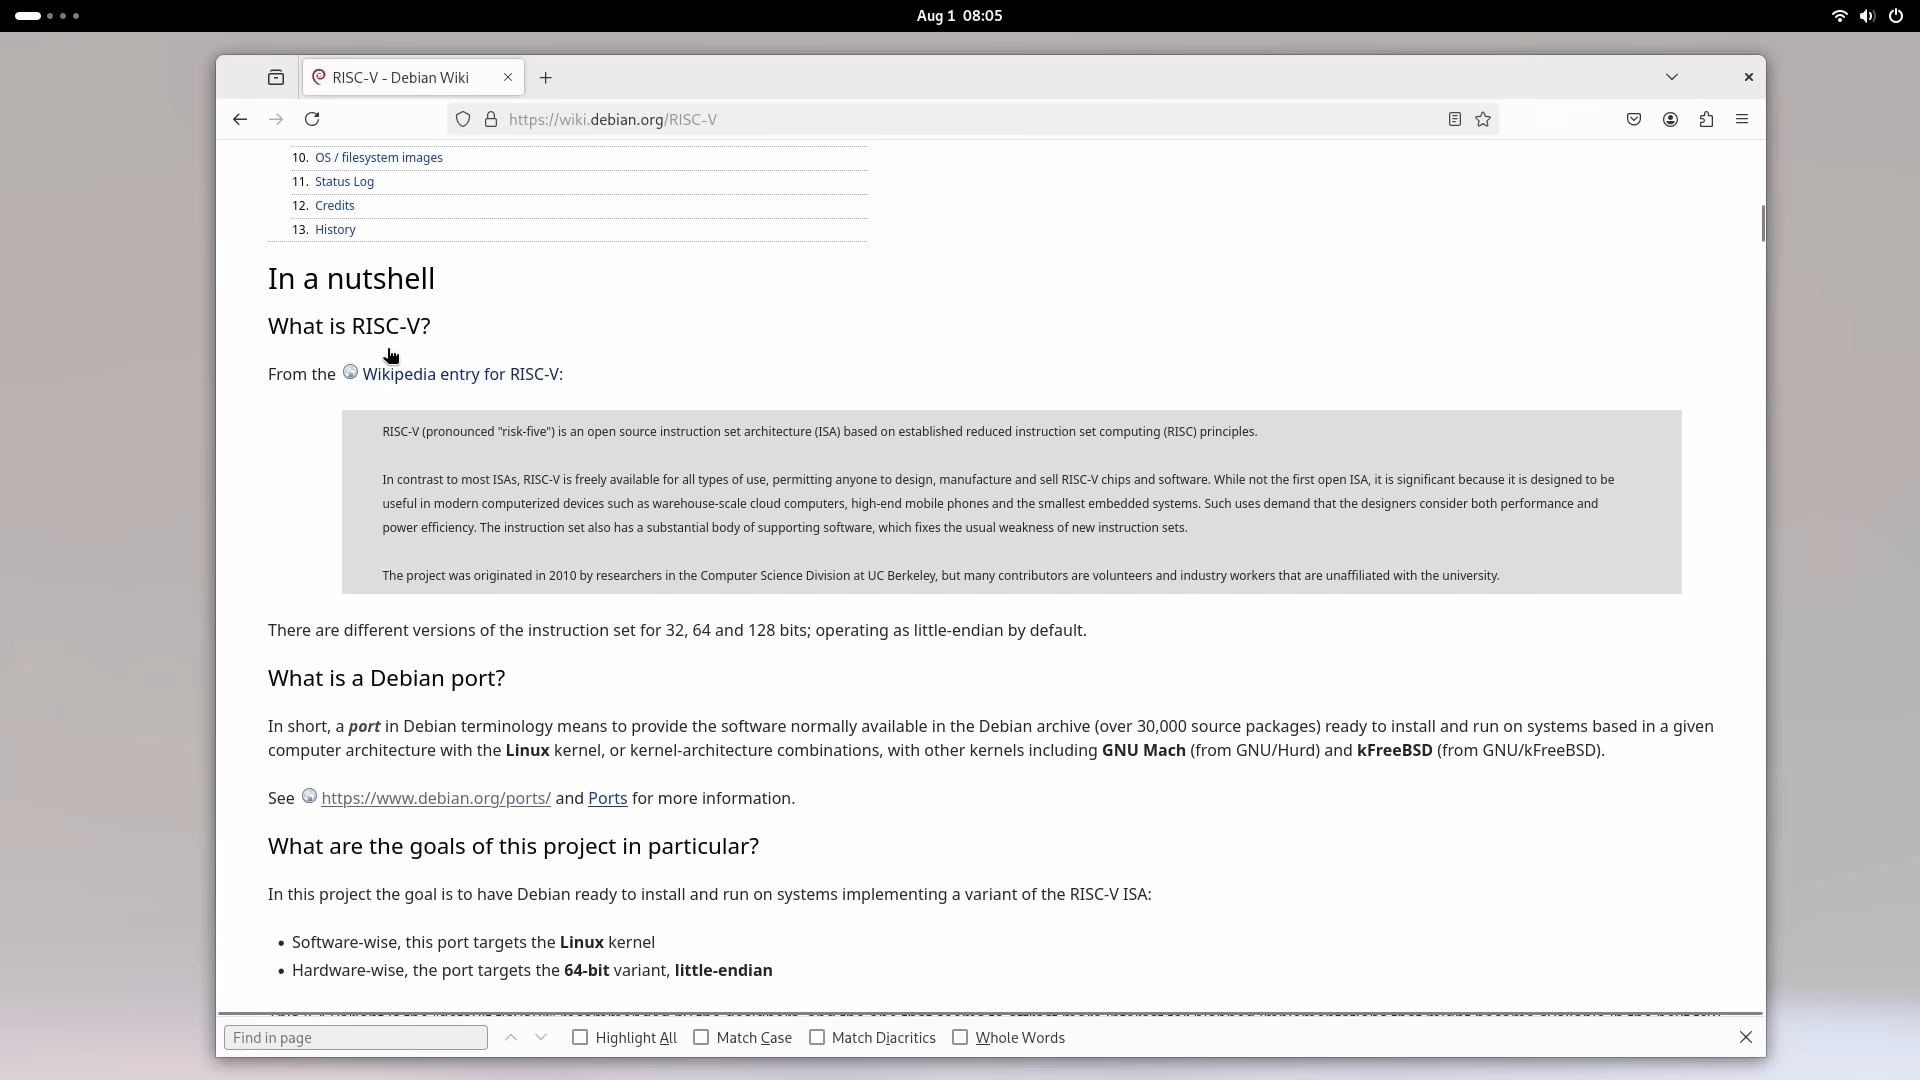 Aug 1 08:05
RISC-V - Debian Wiki
https://wiki.debian.org/RISC-V
10. OS / filesystem images
11. Status Log
12. Credits
13. History
In a nutshell
What is RISC-V?
From the Wikipedia entry for RISC-V:
RISC-V (pronounced "risk-five") is an open source instruction set architecture (ISA) based on established reduced instruction set computing (RISC) principles.
In contrast to most ISAs, RISC-V is freely available for all types of use, permitting anyone to design, manufacture and sell RISC-V chips and software. While not the first open ISA, it is significant because it is designed to be
useful in modern computerized devices such as warehouse-scale cloud computers, high-end mobile phones and the smallest embedded systems. Such uses demand that the designers consider both performance and
power efficiency. The instruction set also has a substantial body of supporting software, which fixes the usual weakness of new instruction sets.
The project was originated in 2010 by researchers in the Computer Science Division at UC Berkeley, but many contributors are volunteers and industry workers that are unaffiliated with the university.
There are different versions of the instruction set for 32, 64 and 128 bits; operating as little-endian by default.
What is a Debian port?
In short, a port in Debian terminology means to provide the software normally available in the Debian archive (over 30,000 source packages) ready to install and run on systems based in a given
computer architecture with the Linux kernel, or kernel-architecture combinations, with other kernels including GNU Mach (from GNU/Hurd) and kFreeBSD (from GNU/kFreeBSD).
See https://www.debian.org/ports/ and Ports for more information.
What are the goals of this project in particular?
In this project the goal is to have Debian ready to install and run on systems implementing a variant of the RISC-V ISA:
• Software-wise, this port targets the Linux kernel
• Hardware-wise, the port targets the 64-bit variant, little-endian
Find in page
Highlight All
Match Case
Match Diacritics
Whole Words